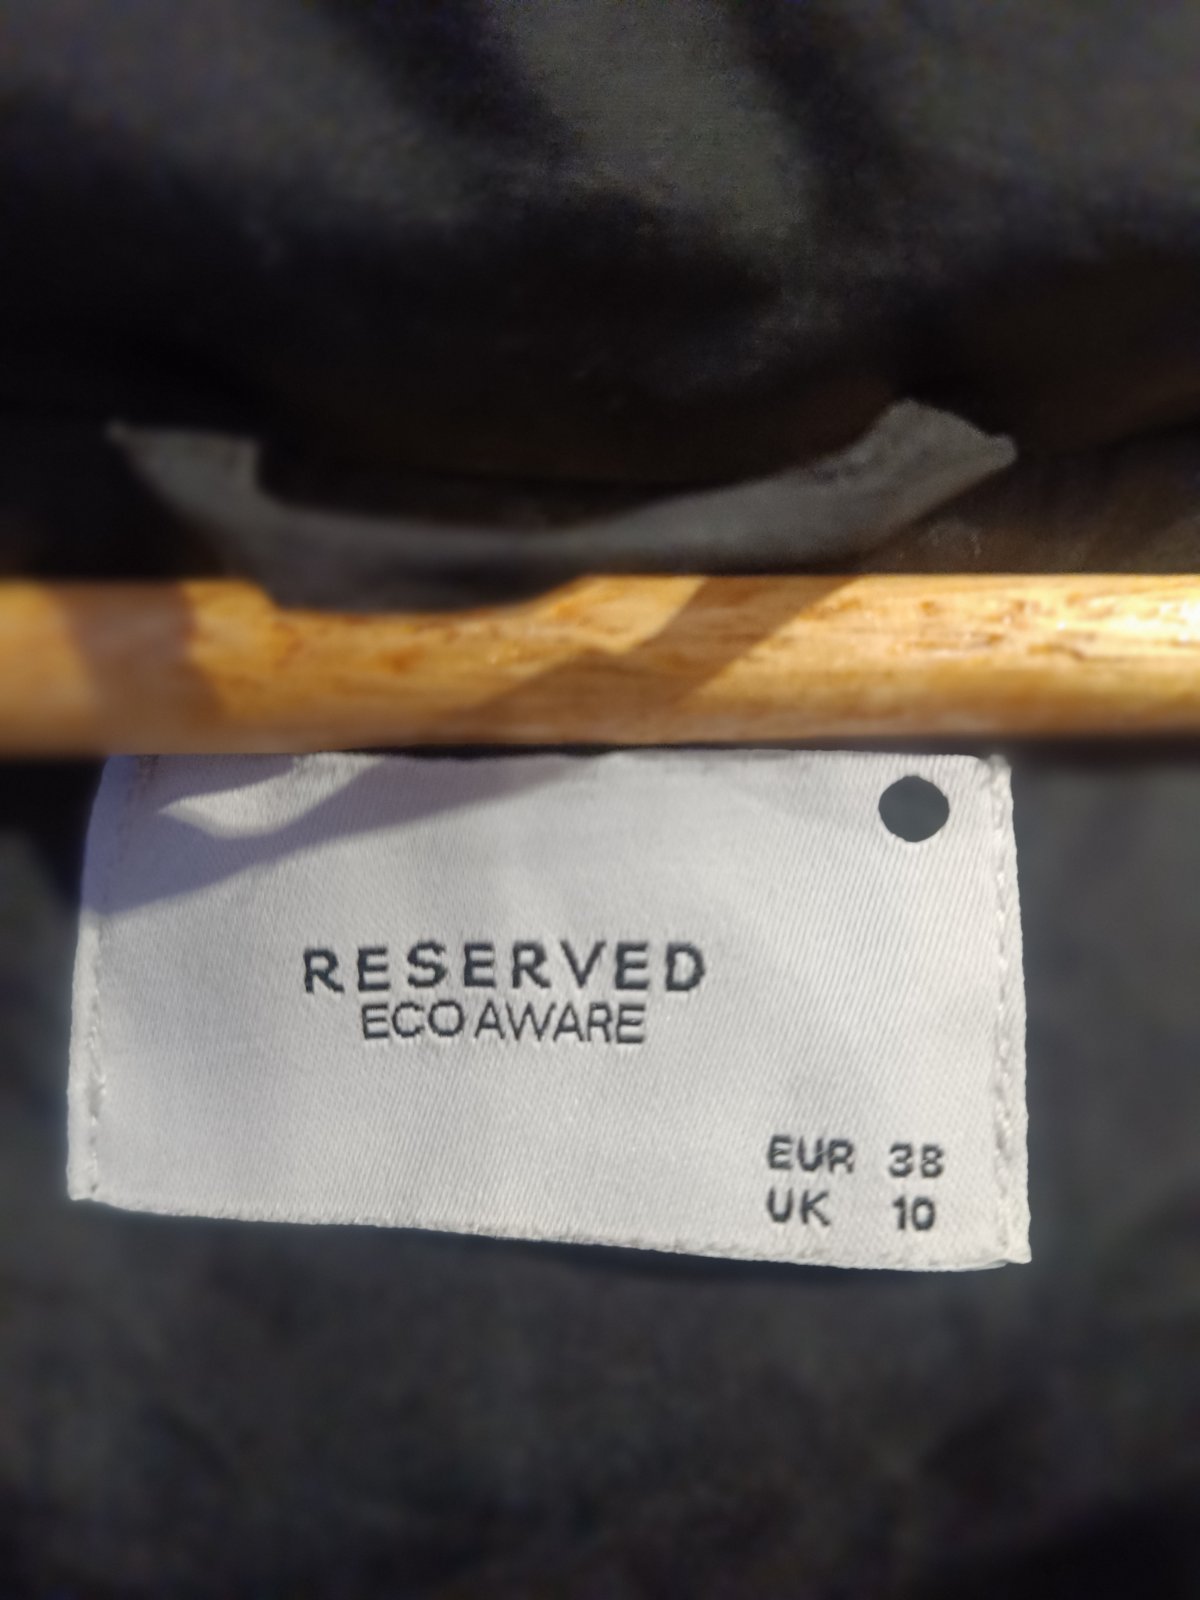 RESERVED
ECO AWARE
EUR 38
UK 10